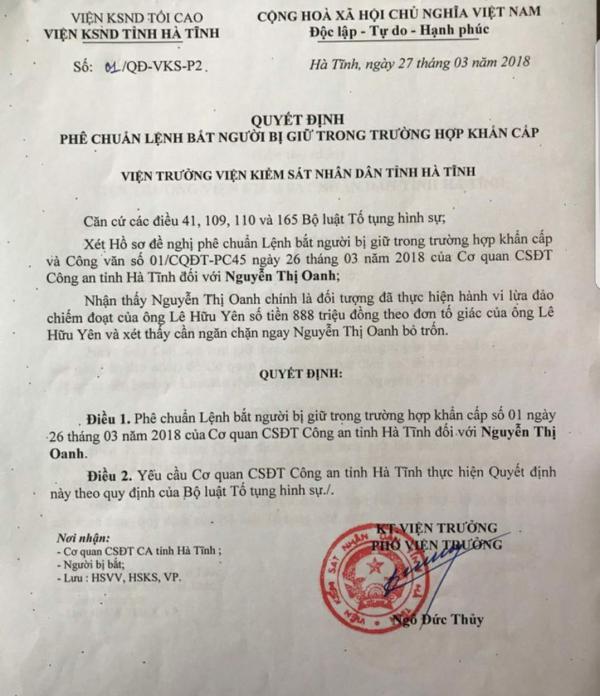 VIỆN KSND TỐI CAO
VIỆN KSND TỈNH HÀ TĨNH
Số: 01/QĐ-VKS-P2.
CỘNG HOÀ XÃ HỘI CHỦ NGHĨA VIỆT NAM
Độc lập - Tự do - Hạnh phúc
Hà Tĩnh, ngày 27 tháng 03 năm 2018
QUYẾT ĐỊNH
PHÊ CHUẨN LỆNH BẮT NGƯỜI BỊ GIỮ TRONG TRƯỜNG HỢP KHẨN CẤP
VIỆN TRƯỞNG VIỆN KIỂM SÁT NHÂN DÂN TỈNH HÀ TĨNH
Căn cứ các điều 41, 109, 110 và 165 Bộ luật Tố tụng hình sự;
Xét Hồ sơ đề nghị phê chuẩn Lệnh bắt người bị giữ trong trường hợp khẩn cấp
và Công văn số 01/CQĐT-PC45 ngày 26 tháng 03 năm 2018 của Cơ quan CSĐT
Công an tỉnh Hà Tĩnh đối với Nguyễn Thị Oanh;
Nhận thấy Nguyễn Thị Oanh chính là đối tượng đã thực hiện hành vi lừa đảo
chiếm đoạt của ông Lê Hữu Yên số tiền 888 triệu đồng theo đơn tố giác của ông Lê
Hữu Yên và xét thấy cần ngăn chặn ngay Nguyễn Thị Oanh bỏ trốn.
QUYẾT ĐỊNH:
Điều 1. Phê chuẩn Lệnh bắt người bị giữ trong trường hợp khẩn cấp số 01 ngày
26 tháng 03 năm 2018 của Cơ quan CSĐT Công an tỉnh Hà Tĩnh đối với Nguyễn Thị
Oanh.
Điều 2. Yêu cầu Cơ quan CSĐT Công an tỉnh Hà Tĩnh thực hiện Quyết định
này theo quy định của Bộ luật Tố tụng hình sự./.
Nơi nhận:
- Cơ quan CSĐT CA tỉnh Hà Tĩnh ;
- Người bị bắt;
- Lưu : HSVV, HSKS, VP.
KT.VIỆN TRƯỞNG
PHÓ VIỆN TRƯỞNG
VIỆN KIỂM SÁT NHÂN DÂN TỈNH HÀ TĨNH
Ngô Đức Thủy